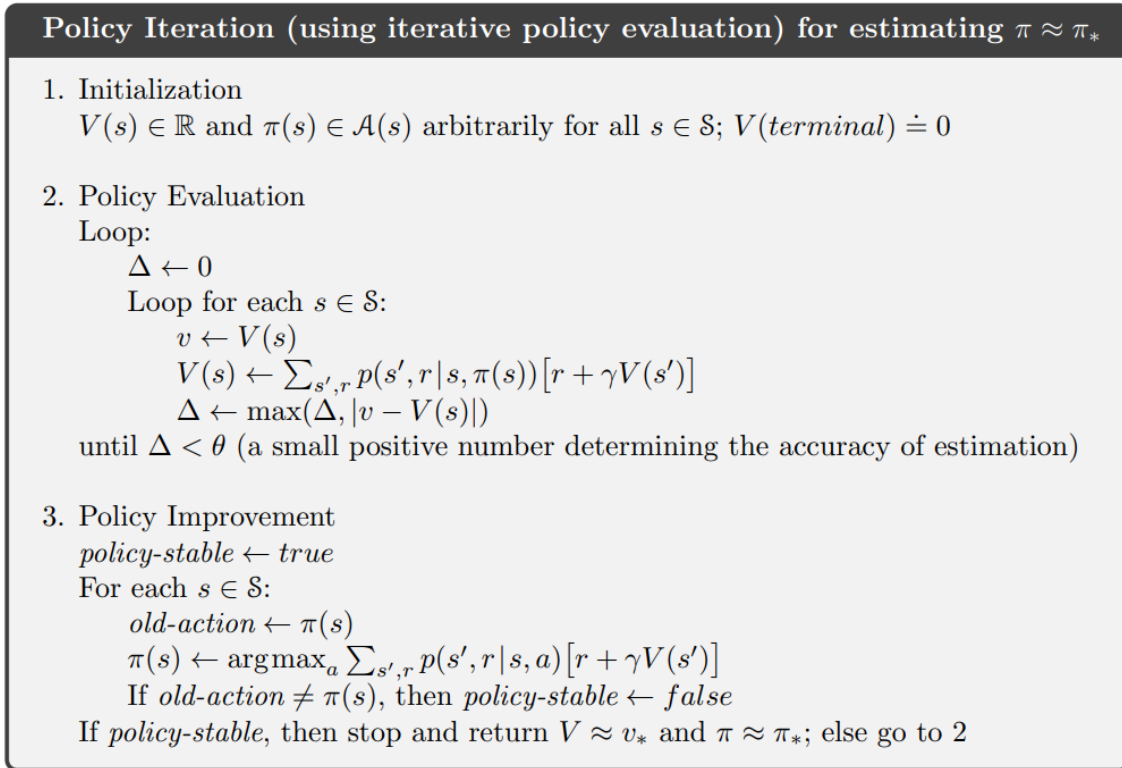 Policy Iteration (using iterative policy evaluation) for estimating π ≈ π∗
1. Initialization
V(s) ∈ ℝ and π(s) ∈ 𝒜(s) arbitrarily for all s ∈ 𝒮; V(terminal) ≐ 0
2. Policy Evaluation
Loop:
Δ ← 0
Loop for each s ∈ 𝒮:
v ← V(s)
V(s) ← ∑_{s′,r} p(s′, r|s, π(s))[r + γV(s′)]
Δ ← max(Δ, |v − V(s)|)
until Δ < θ (a small positive number determining the accuracy of estimation)
3. Policy Improvement
policy-stable ← true
For each s ∈ 𝒮:
old-action ← π(s)
π(s) ← argmax_a ∑_{s′,r} p(s′, r|s, a)[r + γV(s′)]
If old-action ≠ π(s), then policy-stable ← false
If policy-stable, then stop and return V ≈ v∗ and π ≈ π∗; else go to 2